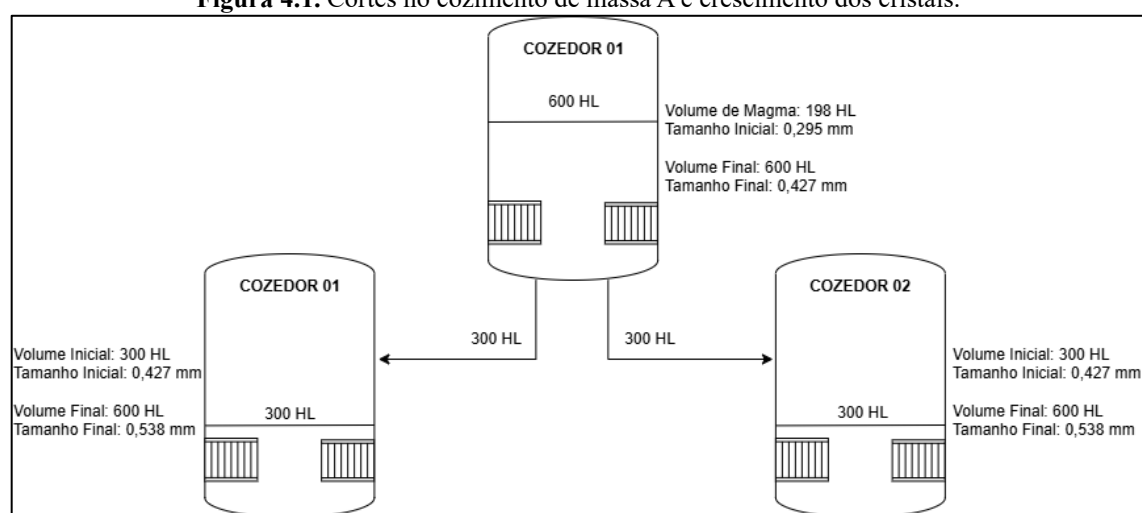 Figura 4.1. Cortes no cozimento de massa A e crescimento dos cristais.
COZEDOR 01
600 HL
Volume de Magma: 198 HL
Tamanho Inicial: 0,295 mm
Volume Final: 600 HL
Tamanho Final: 0,427 mm
COZEDOR 01
COZEDOR 02
300 HL
300 HL
Volume Inicial: 300 HL
Tamanho Inicial: 0,427 mm
Volume Final: 600 HL
Tamanho Final: 0,538 mm
300 HL
Volume Inicial: 300 HL
Tamanho Inicial: 0,427 mm
300 HL
Volume Final: 600 HL
Tamanho Final: 0,538 mm